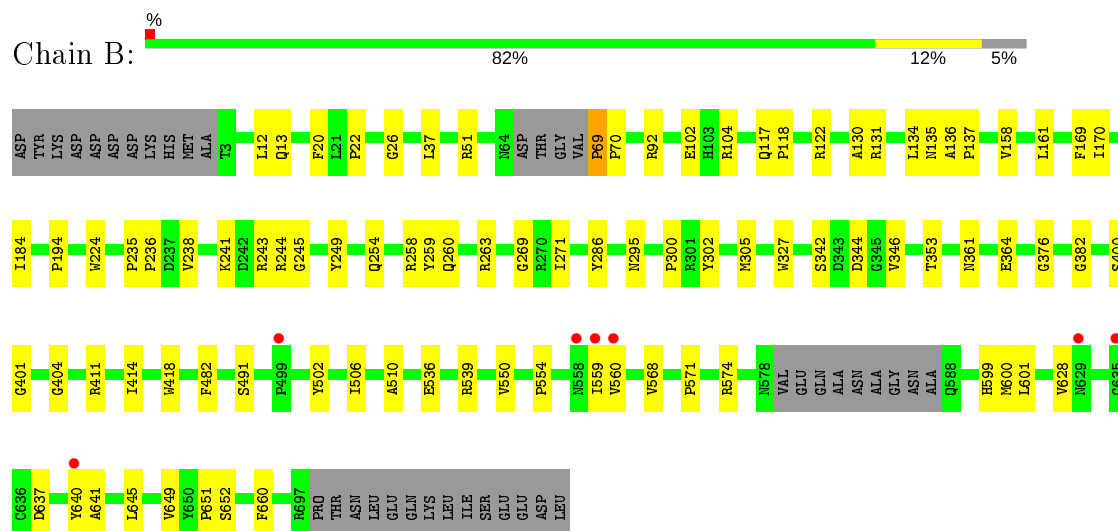 %
Chain B:
82% 12% 5%
ASP TYR LYS ASP ASP ASP ASP LYS HIS MET ALA T3 L12 Q13 F20 L21 P22 G26 L37 R51 N64 ASP THR GLY VAL P69 P70 R92 E102 H103 R104 Q117 P118 R122 A130 R131 L134 N135 A136 P137 V158 L161 F169 I170
I184 P194 W224 P235 P236 D237 V238 K241 D242 R243 R244 G245 Y249 Q254 R258 Y259 Q260 R263 G269 R270 I271 Y286 N295 P300 R301 Y302 M305 W327 S342 D343 D344 G345 V346 T353 N361 E364 G376 G382 S400
G401 G404 R411 I414 W418 F482 S491 P499 Y502 I506 A510 E536 R539 V550 P554 N558 I559 V560 V568 P571 R574 N578 VAL GLU GLN ALA ASN ALA GLY ASN ALA Q588 H599 M600 L601 V628 N629 G635
C636 D637 Y640 A641 L645 V649 Y650 P651 S652 F660 R697 PRO THR ASN LEU GLU GLN LYS LEU ILE SER GLU GLU ASP LEU